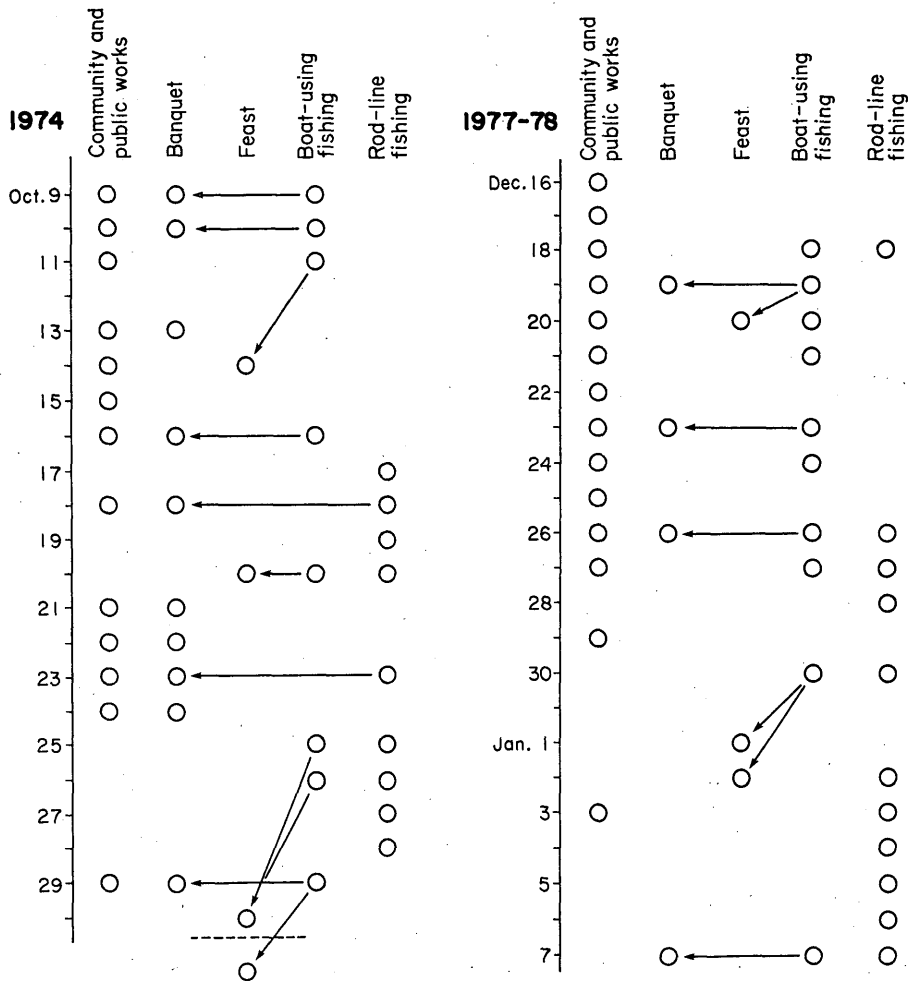 1974
Community and
public works
Banquet
Feast
Boat-using
fishing
Rod-line
fishing
Oct. 9
11
13
15
17
19
21
23
25
27
29
1977-78
Community and
public works
Banquet
Feast
Boat-using
fishing
Rod-line
fishing
Dec. 16
18
20
22
24
26
28
30
Jan. 1
3
5
7